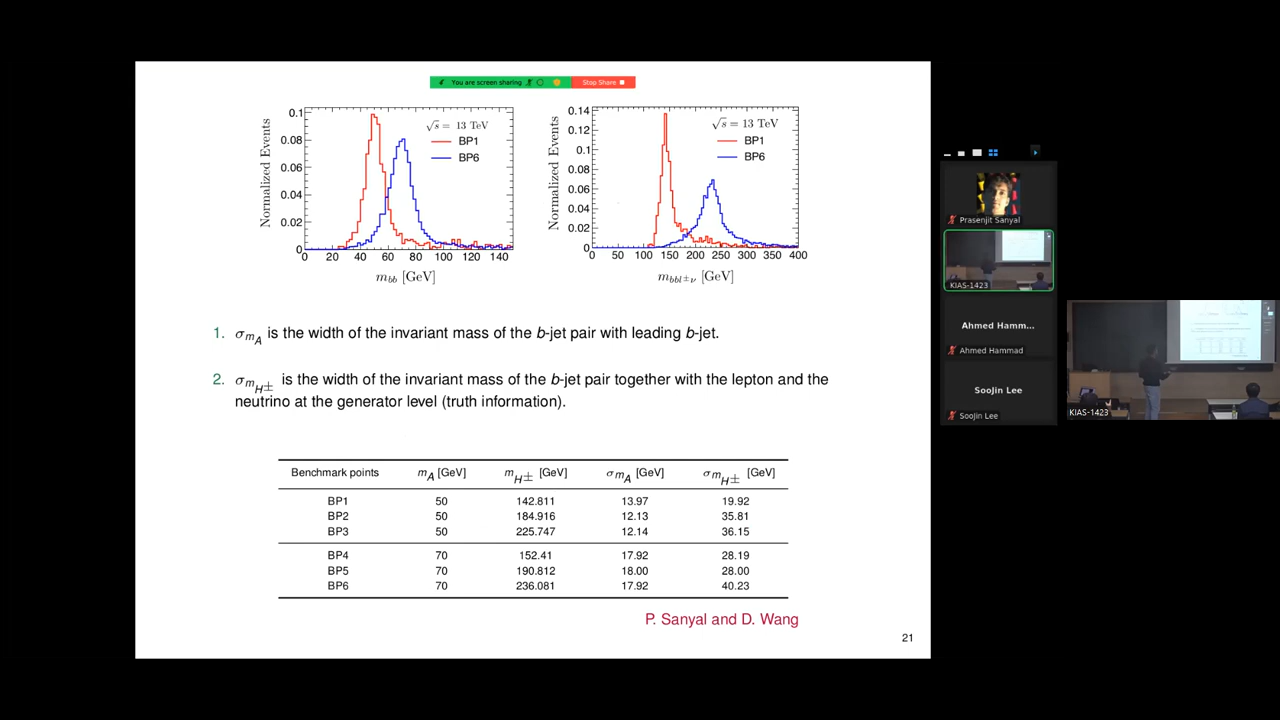 You are screen sharing
Stop Share
0.1
0.08
0.06
0.04
0.02
0
Normalized Events
√s = 13 TeV
BP1
BP6
0 20 40 60 80 100 120 140
m_bb [GeV]
0.14
0.12
0.1
0.08
0.06
0.04
0.02
0
Normalized Events
√s = 13 TeV
BP1
BP6
0 50 100 150 200 250 300 350 400
m_bbl±ν [GeV]
1. σ_mA is the width of the invariant mass of the b-jet pair with leading b-jet.
2. σ_mH± is the width of the invariant mass of the b-jet pair together with the lepton and the
neutrino at the generator level (truth information).
Benchmark points m_A [GeV] m_H± [GeV] σ_mA [GeV] σ_mH± [GeV]
BP1 50 142.811 13.97 19.92
BP2 50 184.916 12.13 35.81
BP3 50 225.747 12.14 36.15
BP4 70 152.41 17.92 28.19
BP5 70 190.812 18.00 28.00
BP6 70 236.081 17.92 40.23
P. Sanyal and D. Wang
21
Prasenjit Sanyal
KIAS-1423
Ahmed Hamm...
Ahmed Hammad
SooJin Lee
SooJin Lee
KIAS-1423